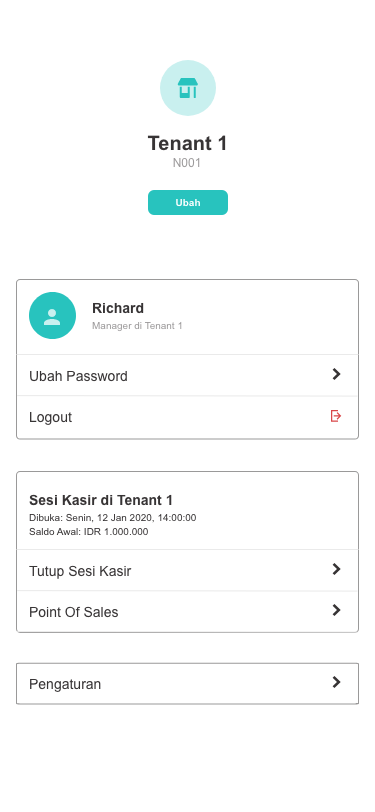 Tenant 1
N001
Ubah
Richard
Manager di Tenant 1
Ubah Password
Logout
Sesi Kasir di Tenant 1
Dibuka: Senin, 12 Jan 2020, 14:00:00
Saldo Awal: IDR 1.000.000
Tutup Sesi Kasir
Point Of Sales
Pengaturan